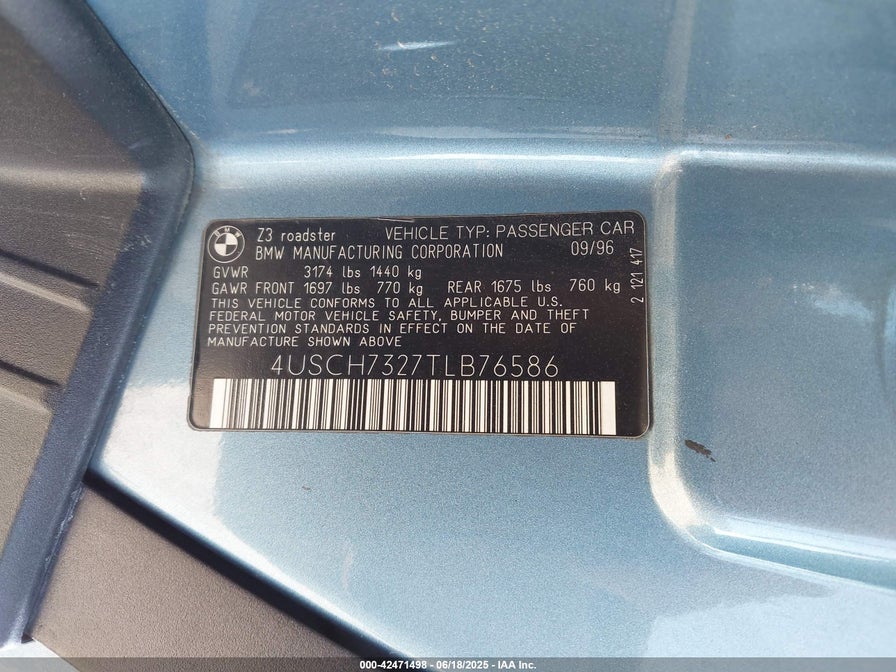 BMW
Z3 roadster VEHICLE TYP: PASSENGER CAR
BMW MANUFACTURING CORPORATION 09/96
GVWR 3174 lbs 1440 kg
GAWR FRONT 1697 lbs 770 kg REAR 1675 lbs 760 kg
THIS VEHICLE CONFORMS TO ALL APPLICABLE U.S.
FEDERAL MOTOR VEHICLE SAFETY, BUMPER AND THEFT
PREVENTION STANDARDS IN EFFECT ON THE DATE OF
MANUFACTURE SHOWN ABOVE
2 121 417
4USCH7327TLB76586
000-42471498 - 06/18/2025 - IAA Inc.